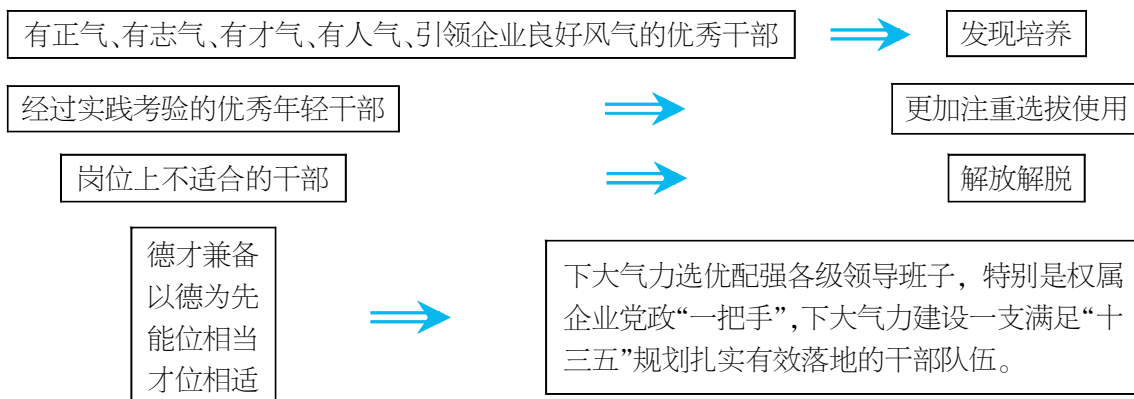 有正气、有志气、有才气、有人气、引领企业良好风气的优秀干部
发现培养
经过实践考验的优秀年轻干部
更加注重选拔使用
岗位上不适合的干部
解放解脱
德才兼备
以德为先
能位相当
才位相适
下大气力选优配强各级领导班子，特别是权属
企业党政“一把手”，下大气力建设一支满足“十
三五”规划扎实有效落地的干部队伍。